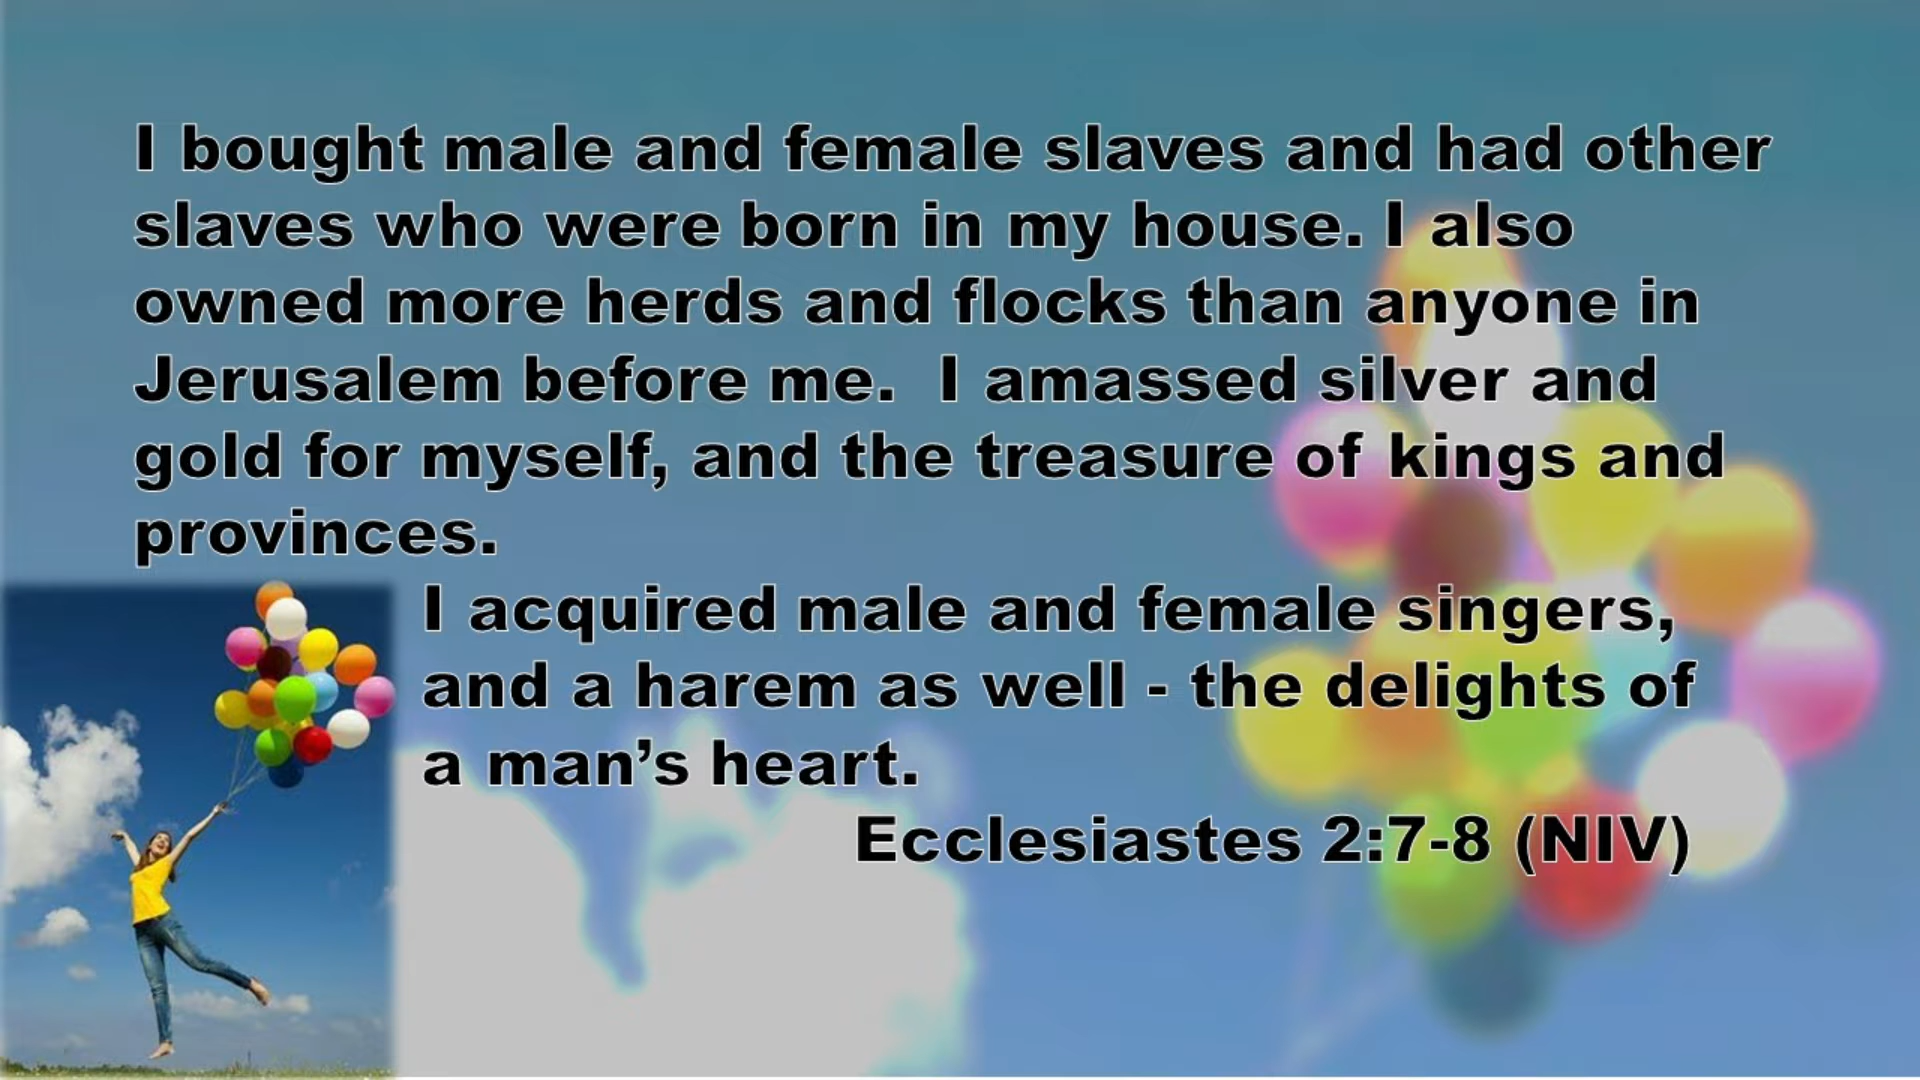 I bought male and female slaves and had other
slaves who were born in my house. I also
owned more herds and flocks than anyone in
Jerusalem before me.  I amassed silver and
gold for myself, and the treasure of kings and
provinces.
I acquired male and female singers,
and a harem as well - the delights of
a man’s heart.
Ecclesiastes 2:7-8 (NIV)